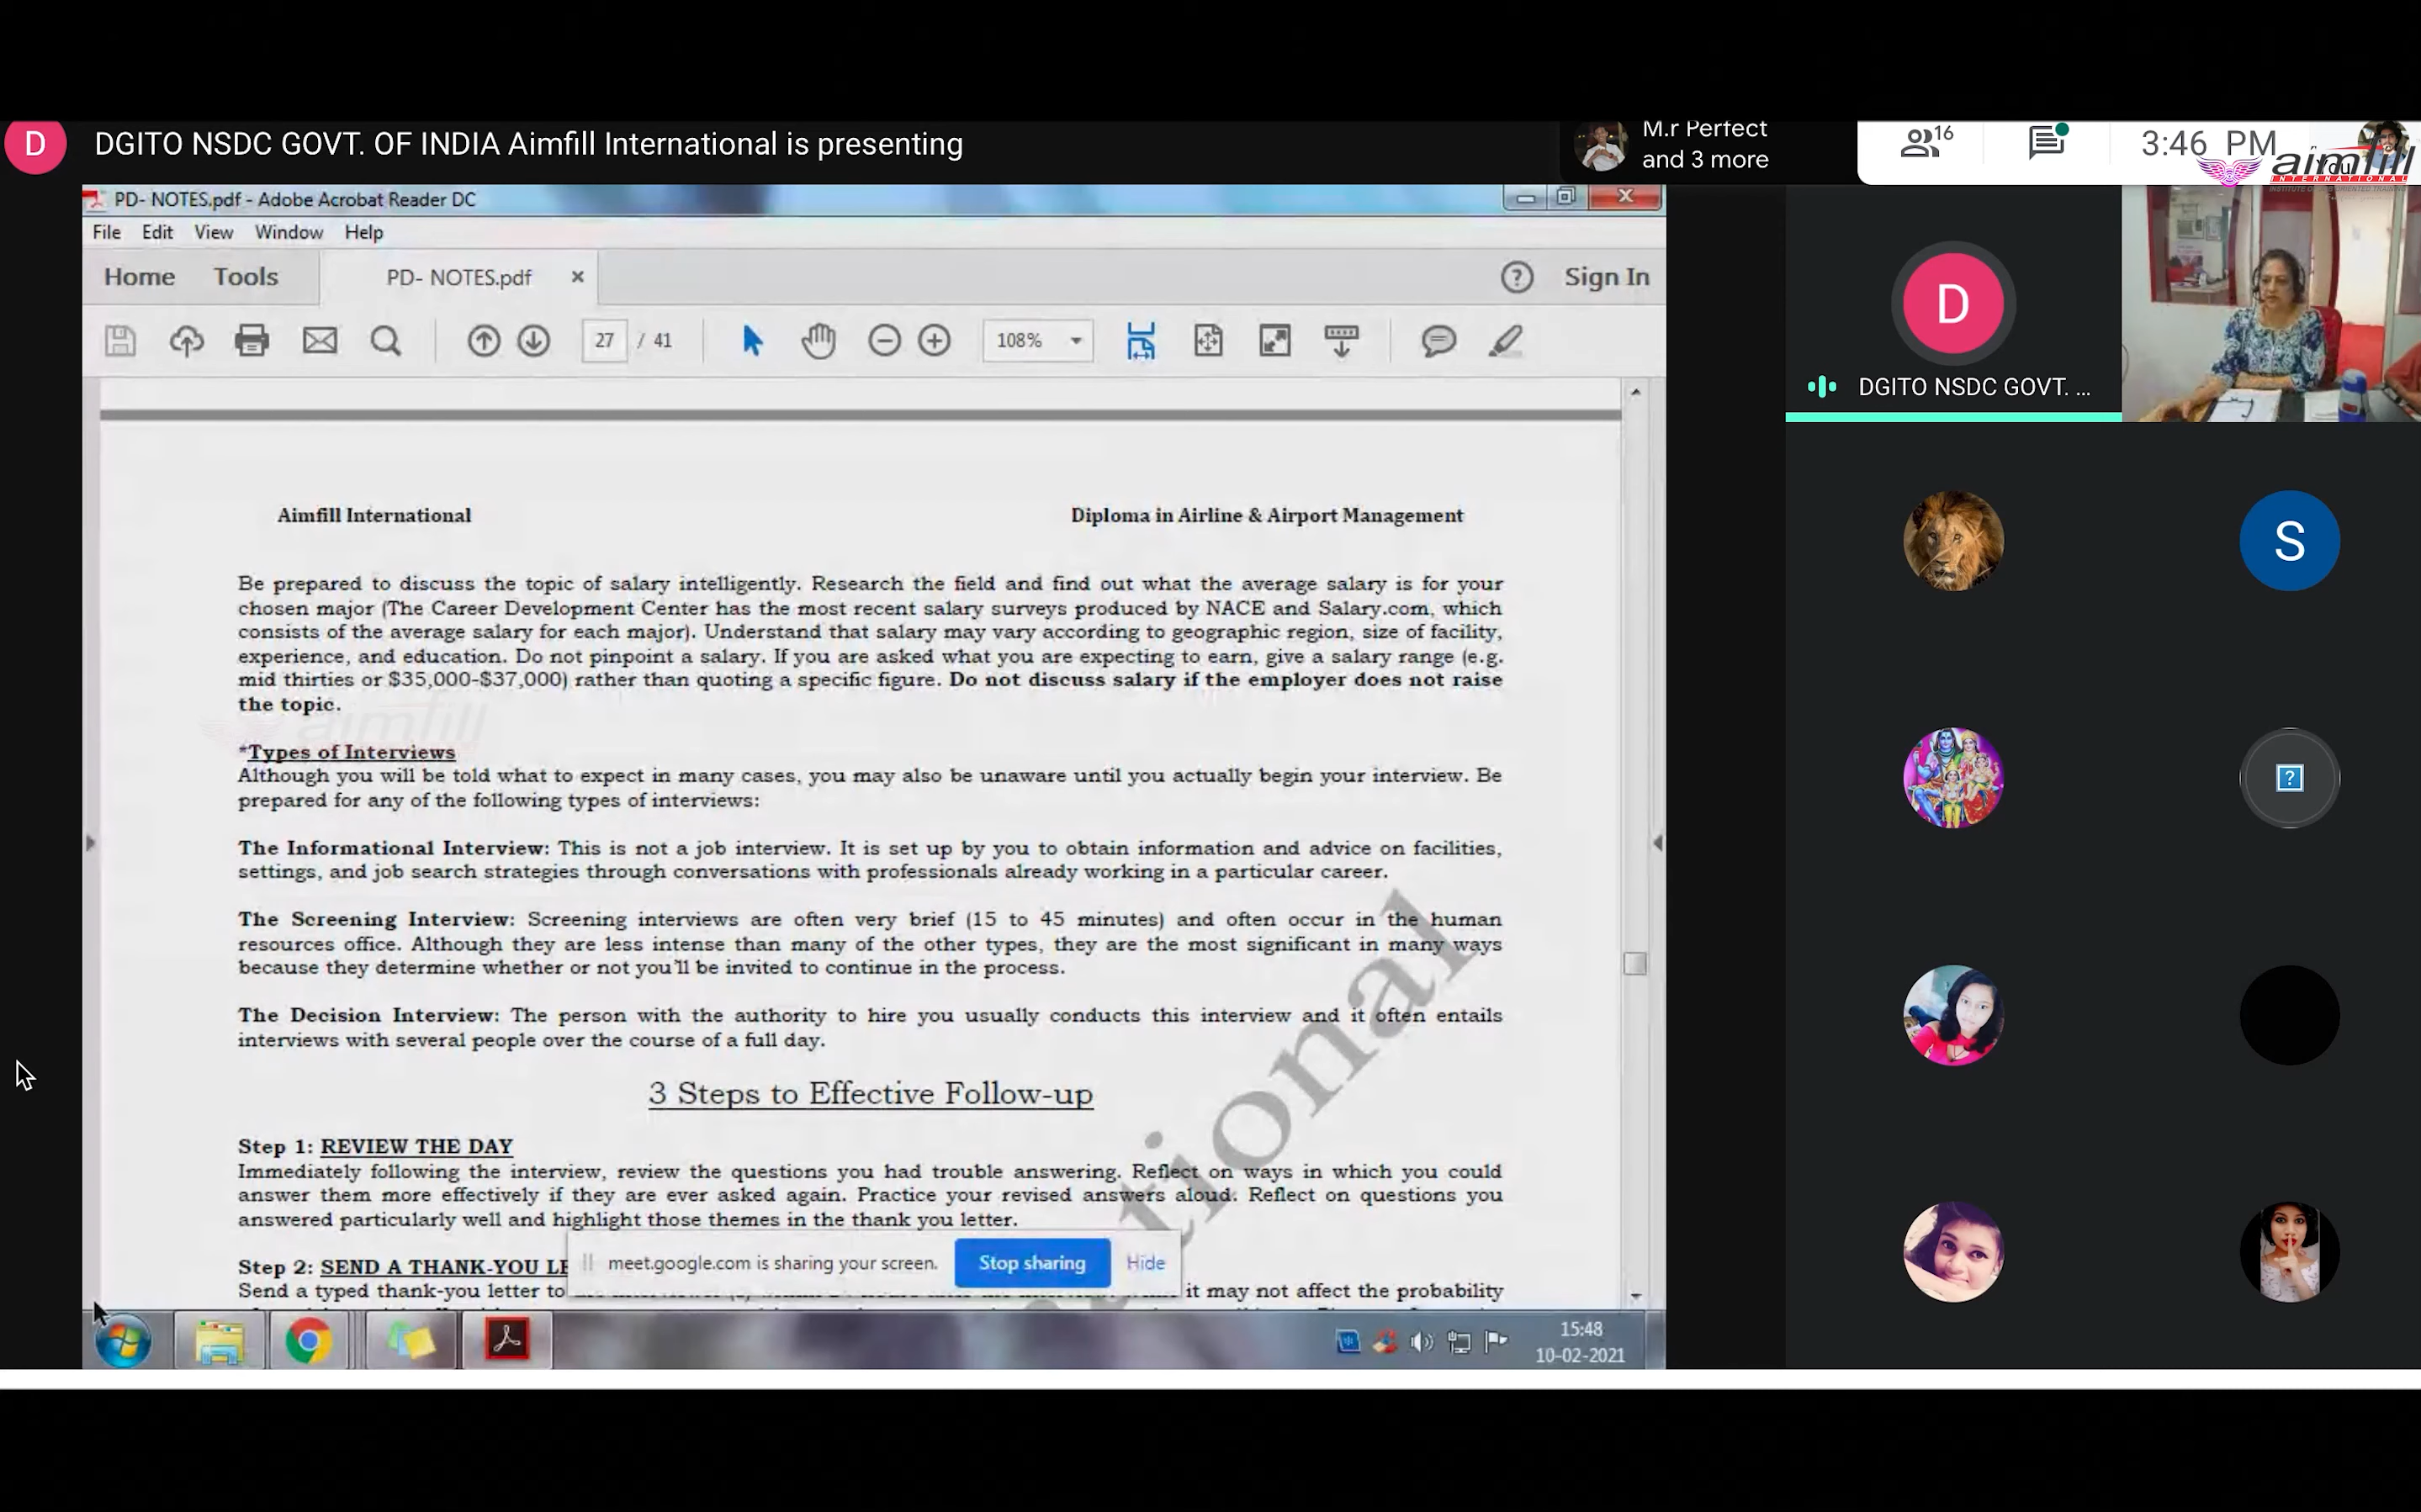 D
DGITO NSDC GOVT. OF INDIA Aimfill International is presenting
M.r Perfect
and 3 more
16
3:46 PM
You
aimfill
INTERNATIONAL
PD- NOTES.pdf - Adobe Acrobat Reader DC
File Edit View Window Help
Home Tools PD- NOTES.pdf × ? Sign In
27 / 41 108%
D
DGITO NSDC GOVT. ...
S
Aimfill International Diploma in Airline & Airport Management
Be prepared to discuss the topic of salary intelligently. Research the field and find out what the average salary is for your
chosen major (The Career Development Center has the most recent salary surveys produced by NACE and Salary.com, which
consists of the average salary for each major). Understand that salary may vary according to geographic region, size of facility,
experience, and education. Do not pinpoint a salary. If you are asked what you are expecting to earn, give a salary range (e.g.
mid thirties or $35,000-$37,000) rather than quoting a specific figure. Do not discuss salary if the employer does not raise
the topic.
aimfill
*Types of Interviews
Although you will be told what to expect in many cases, you may also be unaware until you actually begin your interview. Be
prepared for any of the following types of interviews:
The Informational Interview: This is not a job interview. It is set up by you to obtain information and advice on facilities,
settings, and job search strategies through conversations with professionals already working in a particular career.
The Screening Interview: Screening interviews are often very brief (15 to 45 minutes) and often occur in the human
resources office. Although they are less intense than many of the other types, they are the most significant in many ways
because they determine whether or not you'll be invited to continue in the process.
The Decision Interview: The person with the authority to hire you usually conducts this interview and it often entails
interviews with several people over the course of a full day.
3 Steps to Effective Follow-up
Step 1: REVIEW THE DAY
Immediately following the interview, review the questions you had trouble answering. Reflect on ways in which you could
answer them more effectively if they are ever asked again. Practice your revised answers aloud. Reflect on questions you
answered particularly well and highlight those themes in the thank you letter.
Step 2: SEND A THANK-YOU
Send a typed thank-you letter to it may not affect the probability
meet.google.com is sharing your screen. Stop sharing Hide
?
15:48
10-02-2021